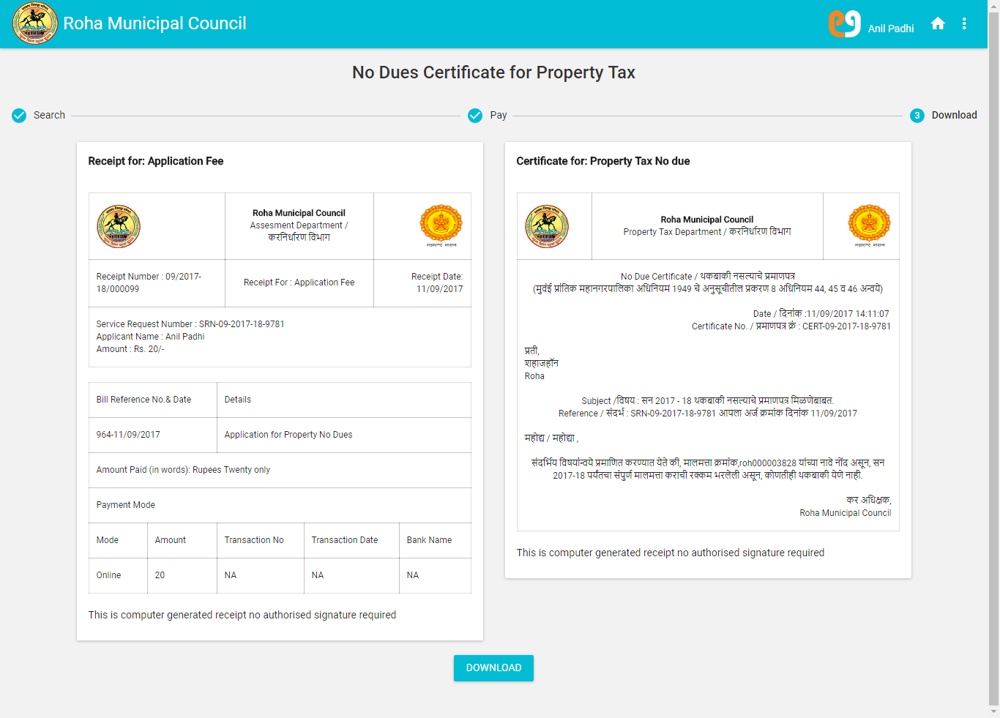 Roha Municipal Council
Anil Padhi
No Dues Certificate for Property Tax
Search
Pay
3 Download
Receipt for: Application Fee
Roha Municipal Council
Assesment Department /
करनिर्धारण विभाग
महाराष्ट्र शासन
Receipt Number : 09/2017-
18/000099
Receipt For : Application Fee
Receipt Date:
11/09/2017
Service Request Number : SRN-09-2017-18-9781
Applicant Name : Anil Padhi
Amount : Rs. 20/-
Bill Reference No.& Date
Details
964-11/09/2017
Application for Property No Dues
Amount Paid (in words): Rupees Twenty only
Payment Mode
Mode
Amount
Transaction No
Transaction Date
Bank Name
Online
20
NA
NA
NA
This is computer generated receipt no authorised signature required
Certificate for: Property Tax No due
Roha Municipal Council
Property Tax Department / करनिर्धारण विभाग
महाराष्ट्र शासन
No Due Certificate / थकबाकी नसल्याचे प्रमाणपत्र
(मुवंई प्रांतिक महानगरपालिका अधिनियम 1949 चे अनुसूचीतील प्रकरण 8 अधिनियम 44, 45 व 46 अन्वये)
Date / दिनांक :11/09/2017 14:11:07
Certificate No. / प्रमाणपत्र क्रं : CERT-09-2017-18-9781
प्रती,
शहाजहॉन
Roha
Subject /विषय : सन 2017 - 18 थकबाकी नसल्याचे प्रमाणपत्र मिळणेबाबत.
Reference / संदर्भ : SRN-09-2017-18-9781 आपला अर्ज क्रमांक दिनांक 11/09/2017
महोद्य / महोद्या ,
संदर्भिय विषयांन्वये प्रमाणित करण्यात येते की, मालमत्ता क्रमांक,roh000003828 यांच्या नावे नोंद असून, सन
2017-18 पर्यंतचा संपुर्ण मालमत्ता कराची रक्कम भरलेली असून, कोणतीही थकबाकी येणे नाही.
कर अधिक्षक,
Roha Municipal Council
This is computer generated receipt no authorised signature required
DOWNLOAD